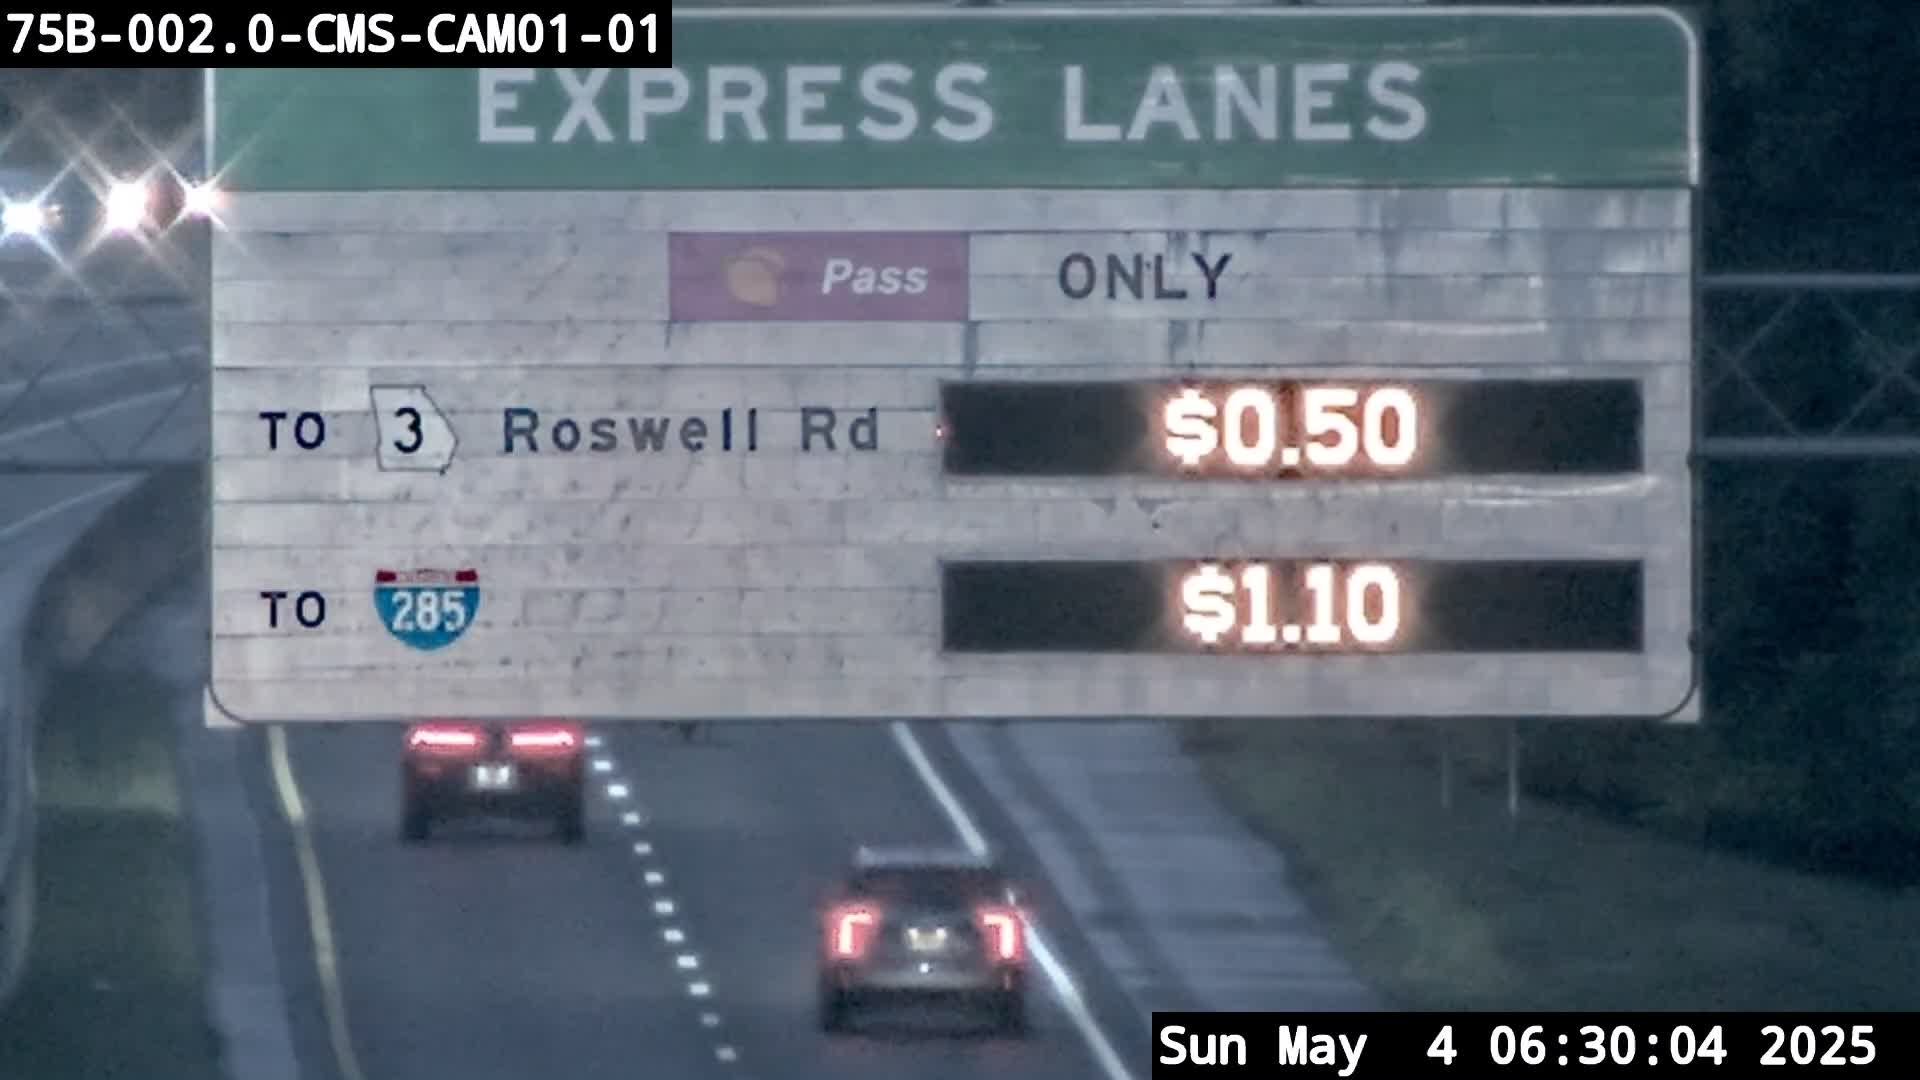 75B-002.0-CMS-CAM01-01
EXPRESS LANES
Pass ONLY
TO 3 Roswell Rd $0.50
TO 285 $1.10
Sun May 4 06:30:04 2025